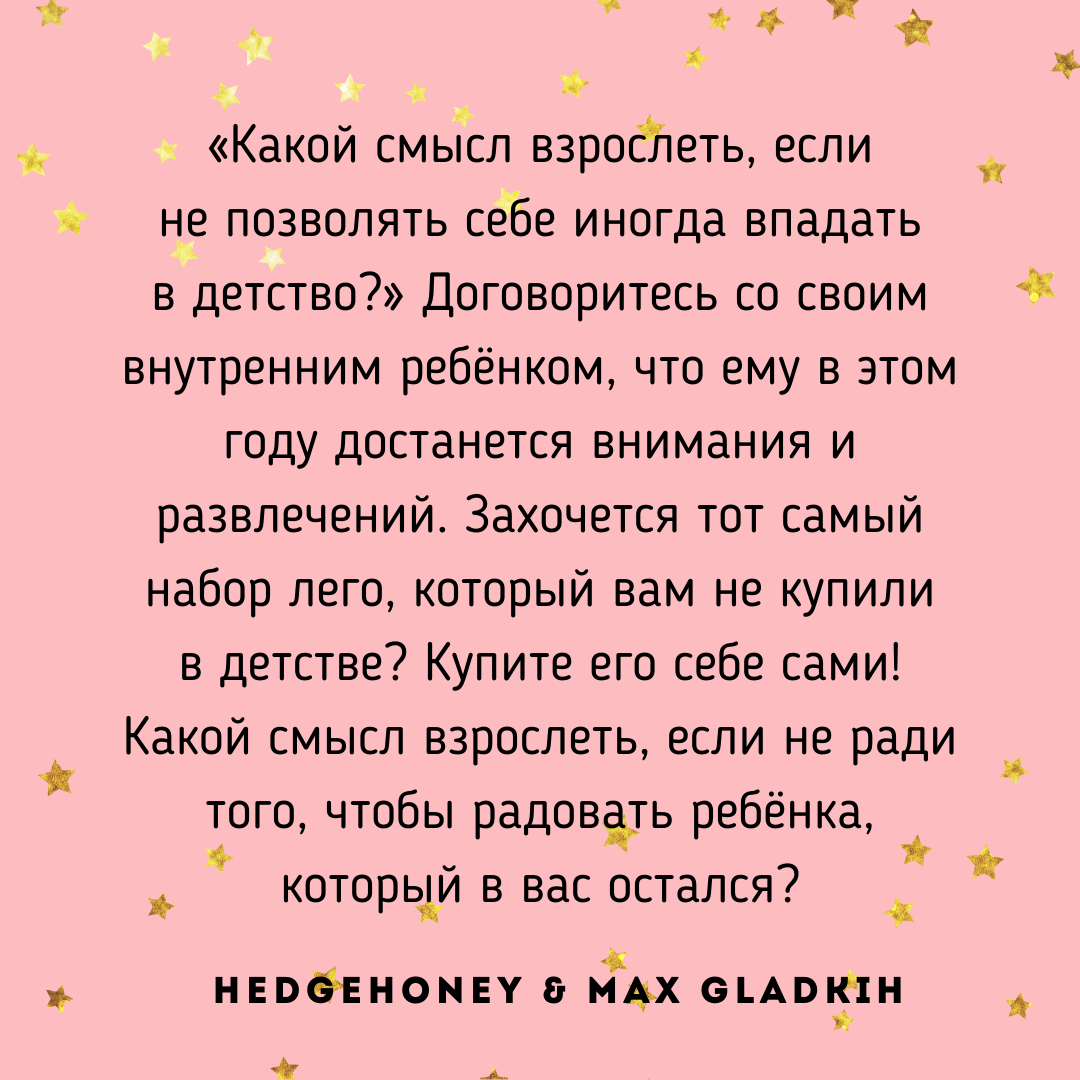 «Какой смысл взрослеть, если
не позволять себе иногда впадать
в детство?» Договоритесь со своим
внутренним ребёнком, что ему в этом
году достанется внимания и
развлечений. Захочется тот самый
набор лего, который вам не купили
в детстве? Купите его себе сами!
Какой смысл взрослеть, если не ради
того, чтобы радовать ребёнка,
который в вас остался?
HEDGEHONEY & MAX GLADKIH